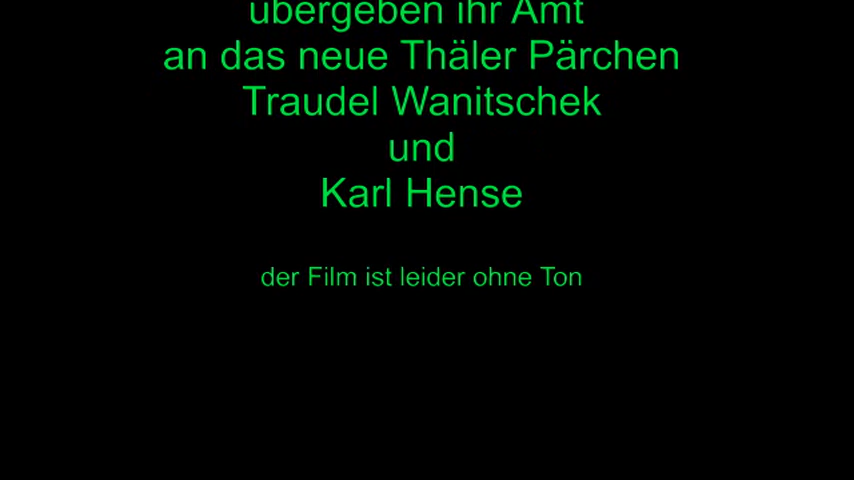 übergeben ihr Amt
an das neue Thäler Pärchen
Traudel Wanitschek
und
Karl Hense
der Film ist leider ohne Ton